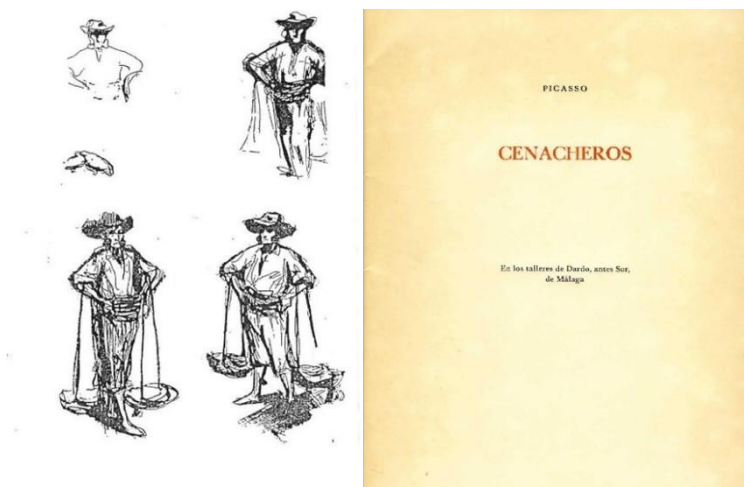 PICASSO
CENACHEROS
En los talleres de Dardo, antes Sur,
de Málaga